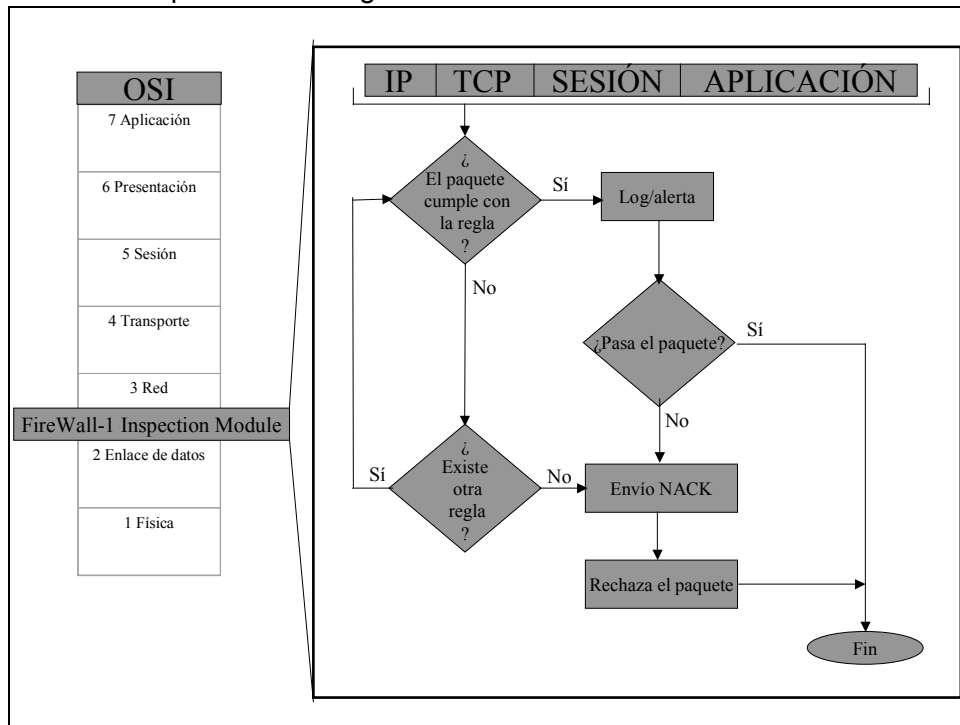 OSI
7 Aplicación
6 Presentación
5 Sesión
4 Transporte
3 Red
FireWall-1 Inspection Module
2 Enlace de datos
1 Física
IP TCP SESIÓN APLICACIÓN
¿
El paquete
cumple con
la regla
?
Sí
Log/alerta
No
¿Pasa el paquete?
Sí
No
¿
Existe
otra
regla
?
Sí
No
Envío NACK
Rechaza el paquete
Fin